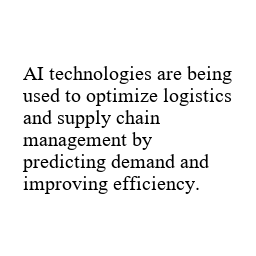 AI technologies are being
used to optimize logistics
and supply chain
management by
predicting demand and
improving efficiency.